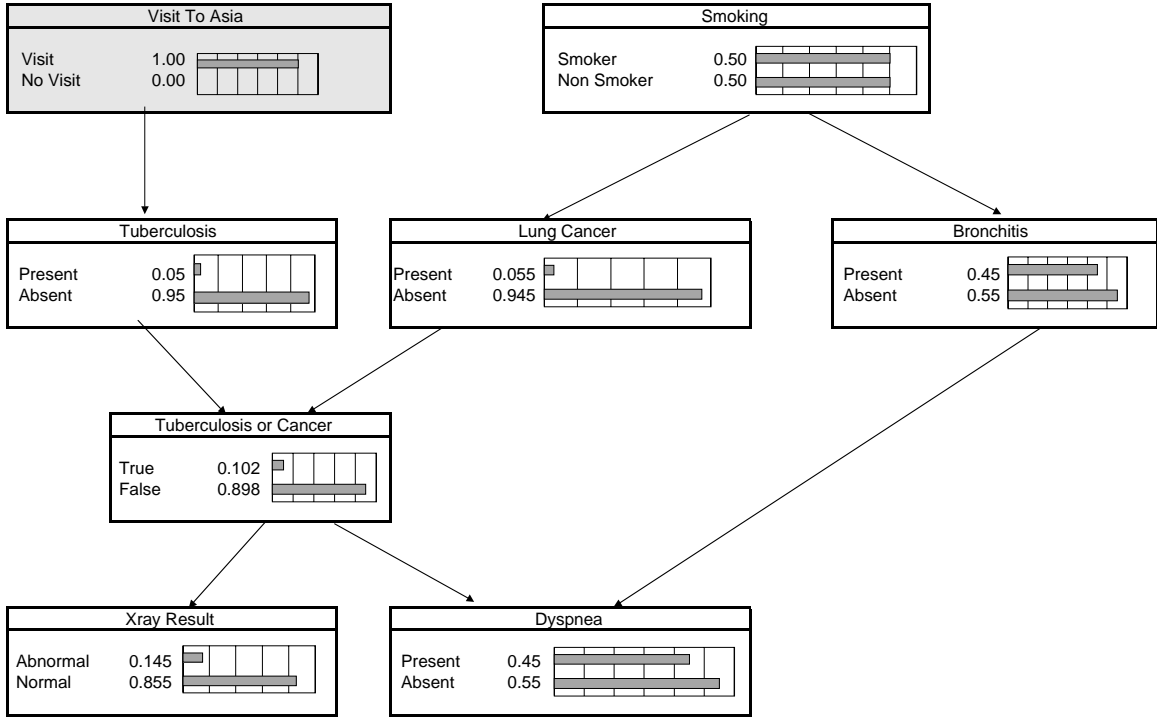 Visit To Asia
Visit 1.00
No Visit 0.00
Smoking
Smoker 0.50
Non Smoker 0.50
Tuberculosis
Present 0.05
Absent 0.95
Lung Cancer
Present 0.055
Absent 0.945
Bronchitis
Present 0.45
Absent 0.55
Tuberculosis or Cancer
True 0.102
False 0.898
Xray Result
Abnormal 0.145
Normal 0.855
Dyspnea
Present 0.45
Absent 0.55